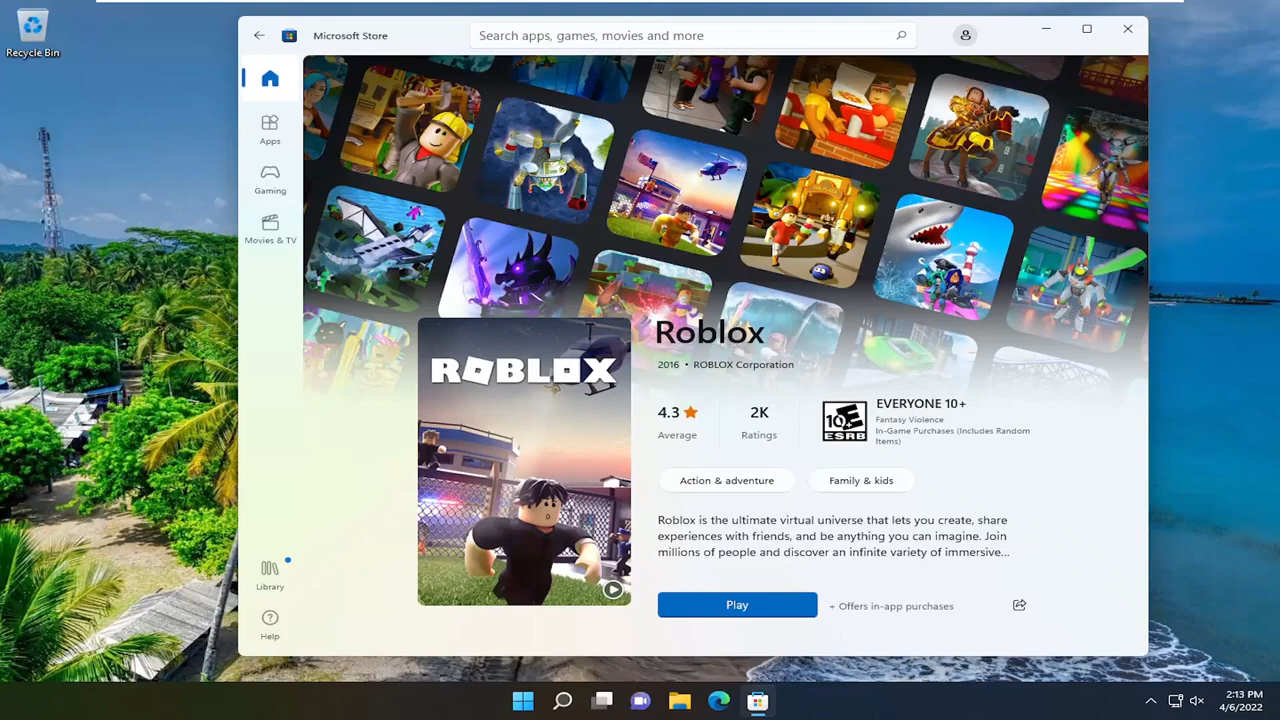 Recycle Bin
Microsoft Store
Search apps, games, movies and more
Apps
Gaming
Movies & TV
Library
Help
ROBLOX
Roblox
2016 • ROBLOX Corporation
4.3
Average
2K
Ratings
10+
E
ESRB
EVERYONE 10+
Fantasy Violence
In-Game Purchases (Includes Random
Items)
Action & adventure
Family & kids
Roblox is the ultimate virtual universe that lets you create, share
experiences with friends, and be anything you can imagine. Join
millions of people and discover an infinite variety of immersive...
Play
+ Offers in-app purchases
2:13 PM
4/6/2022